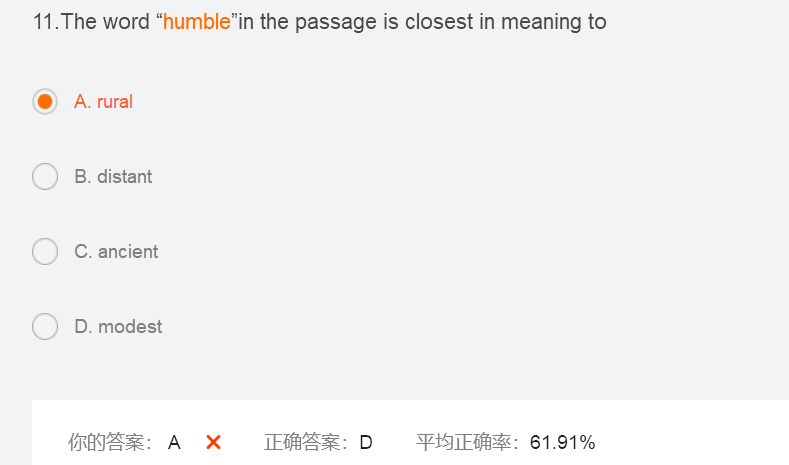 11.The word “humble”in the passage is closest in meaning to
A. rural
B. distant
C. ancient
D. modest
你的答案： A 正确答案： D 平均正确率： 61.91%